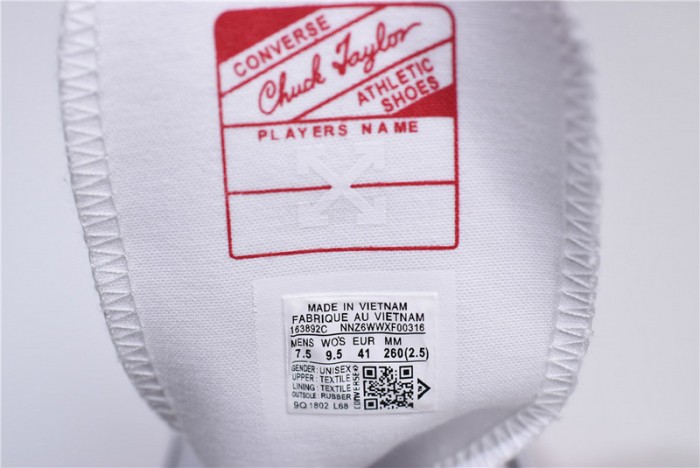 CONVERSE
Chuck Taylor
ATHLETIC
SHOES
PLAYERS NAME
MADE IN VIETNAM
FABRIQUE AU VIETNAM
163892C NNZ6WWXF00316
MENS WO'S EUR MM
7.5 9.5 41 260(2.5)
GENDER: UNISEX
UPPER: TEXTILE
LINING: TEXTILE
OUTSOLE: RUBBER
9Q 1802 L68
CONVERSE©